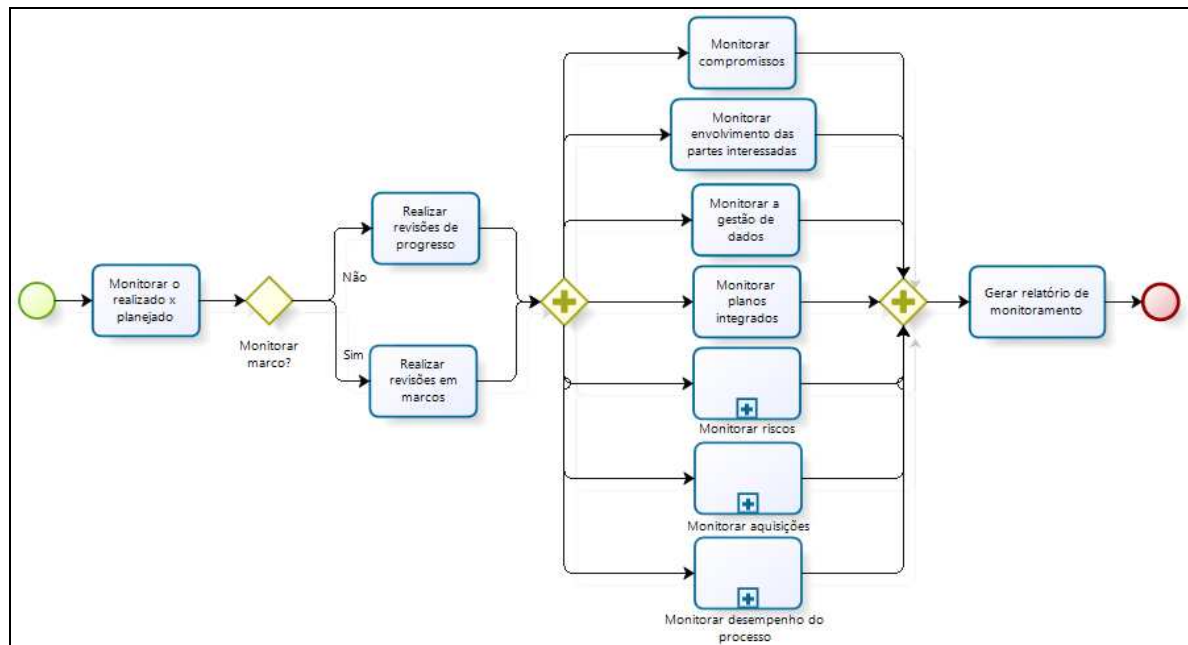 Monitorar o
realizado x
planejado
Monitorar
marco?
Não
Sim
Realizar
revisões de
progresso
Realizar
revisões em
marcos
Monitorar
compromissos
Monitorar
envolvimento das
partes interessadas
Monitorar a
gestão de
dados
Monitorar
planos
integrados
Monitorar riscos
Monitorar aquisições
Monitorar desempenho do
processo
Gerar relatório de
monitoramento